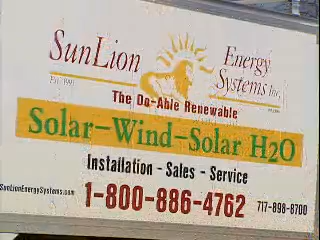 SunLion Energy
Systems Inc.
The Do-Able Renewable
Solar-Wind-Solar H2O
Installation - Sales - Service
SunLionEnergySystems.com 1-800-886-4762 717-898-8700